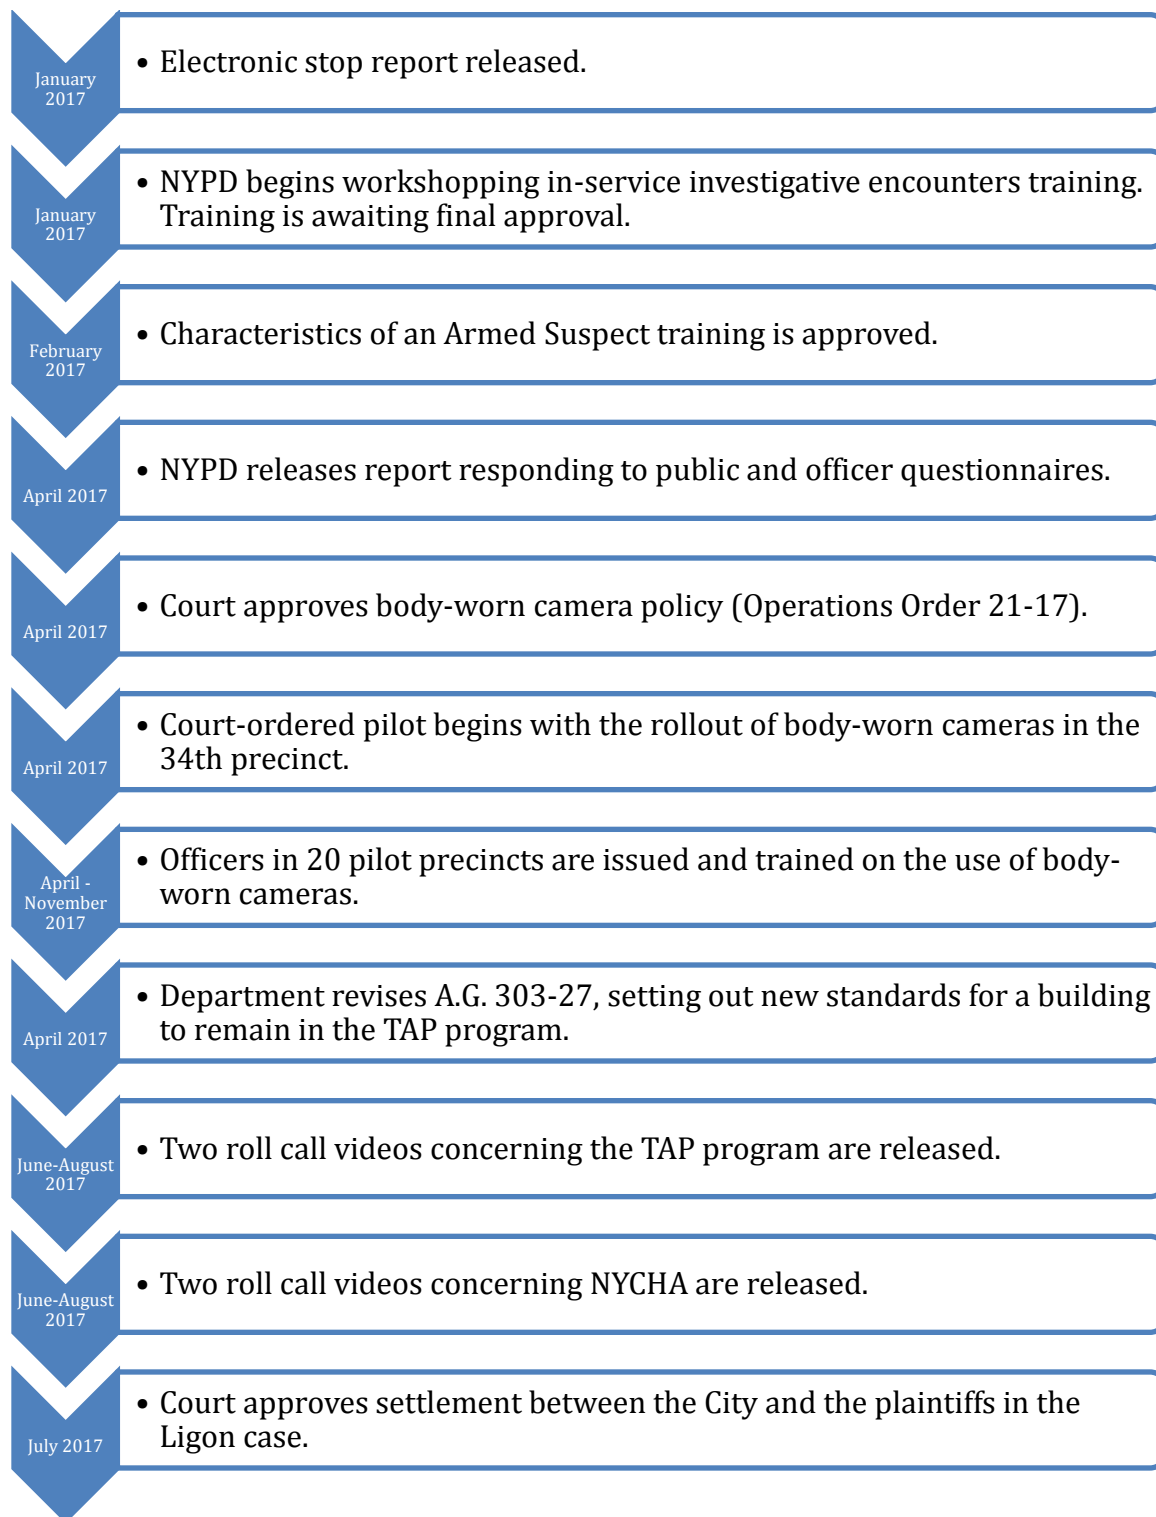 January
2017
• Electronic stop report released.
January
2017
• NYPD begins workshopping in-service investigative encounters training.
Training is awaiting final approval.
February
2017
• Characteristics of an Armed Suspect training is approved.
April 2017
• NYPD releases report responding to public and officer questionnaires.
April 2017
• Court approves body-worn camera policy (Operations Order 21-17).
April 2017
• Court-ordered pilot begins with the rollout of body-worn cameras in the
34th precinct.
April -
November
2017
• Officers in 20 pilot precincts are issued and trained on the use of body-
worn cameras.
April 2017
• Department revises A.G. 303-27, setting out new standards for a building
to remain in the TAP program.
June-August
2017
• Two roll call videos concerning the TAP program are released.
June-August
2017
• Two roll call videos concerning NYCHA are released.
July 2017
• Court approves settlement between the City and the plaintiffs in the
Ligon case.